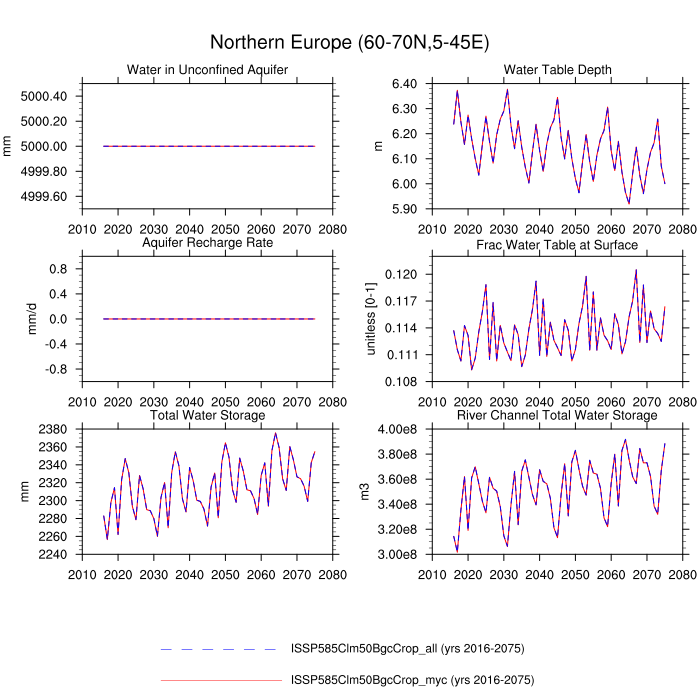 Northern Europe (60-70N,5-45E)
Water in Unconfined Aquifer
mm
5000.40
5000.20
5000.00
4999.80
4999.60
2010 2020 2030 2040 2050 2060 2070 2080
Water Table Depth
m
6.40
6.30
6.20
6.10
6.00
5.90
2010 2020 2030 2040 2050 2060 2070 2080
Aquifer Recharge Rate
mm/d
0.8
0.4
0.0
-0.4
-0.8
2010 2020 2030 2040 2050 2060 2070 2080
Frac Water Table at Surface
unitless [0-1]
0.120
0.117
0.114
0.111
0.108
2010 2020 2030 2040 2050 2060 2070 2080
Total Water Storage
mm
2380
2360
2340
2320
2300
2280
2260
2240
2010 2020 2030 2040 2050 2060 2070 2080
River Channel Total Water Storage
m3
4.00e8
3.80e8
3.60e8
3.40e8
3.20e8
3.00e8
2010 2020 2030 2040 2050 2060 2070 2080
ISSP585Clm50BgcCrop_all (yrs 2016-2075)
ISSP585Clm50BgcCrop_myc (yrs 2016-2075)